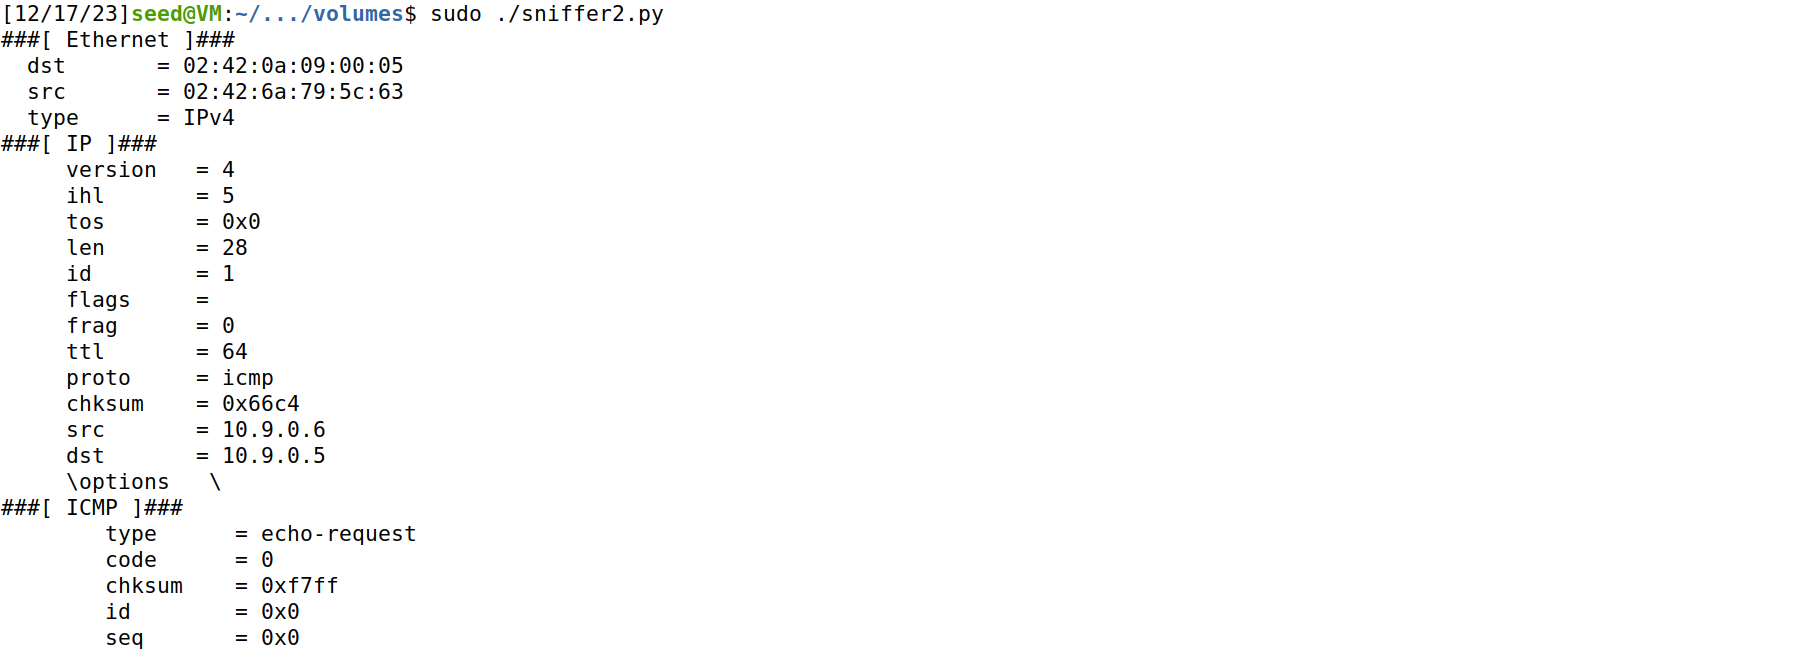 [12/17/23]seed@VM:~/.../volumes$ sudo ./sniffer2.py
###[ Ethernet ]###
  dst       = 02:42:0a:09:00:05
  src       = 02:42:6a:79:5c:63
  type      = IPv4
###[ IP ]###
     version   = 4
     ihl       = 5
     tos       = 0x0
     len       = 28
     id        = 1
     flags     =
     frag      = 0
     ttl       = 64
     proto     = icmp
     chksum    = 0x66c4
     src       = 10.9.0.6
     dst       = 10.9.0.5
     \options   \
###[ ICMP ]###
        type      = echo-request
        code      = 0
        chksum    = 0xf7ff
        id        = 0x0
        seq       = 0x0